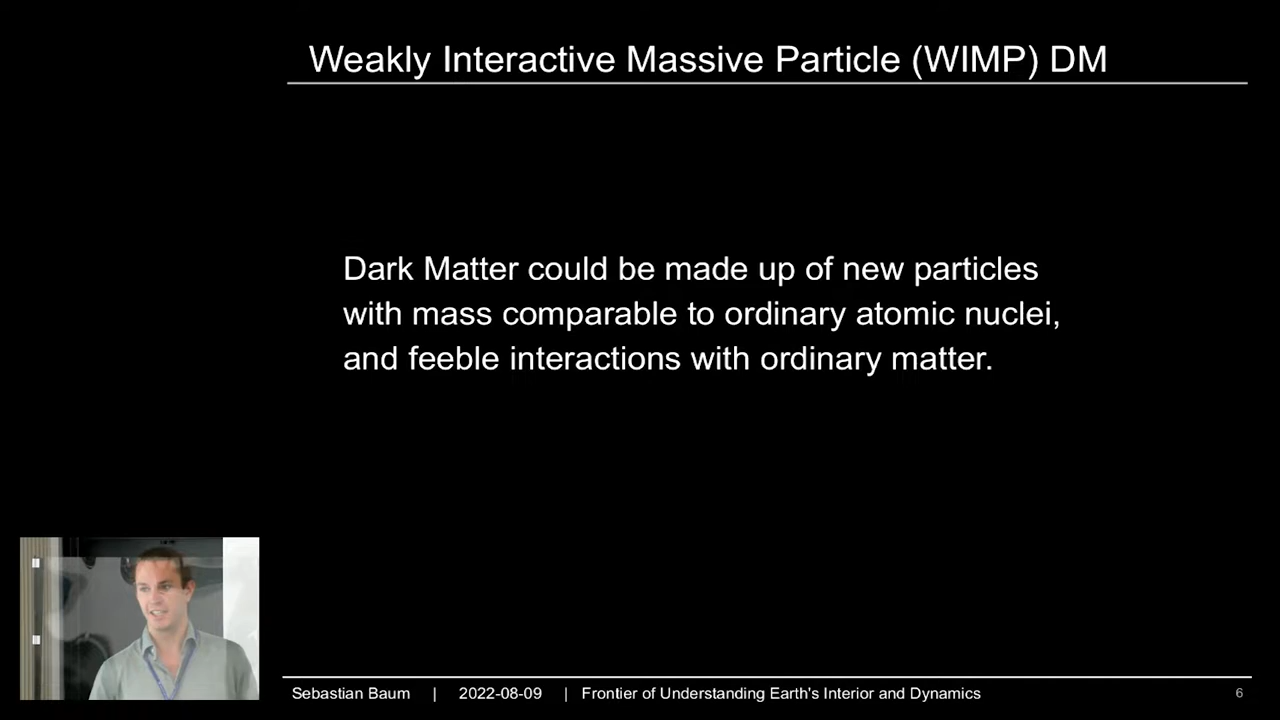 Weakly Interactive Massive Particle (WIMP) DM
Dark Matter could be made up of new particles
with mass comparable to ordinary atomic nuclei,
and feeble interactions with ordinary matter.
Sebastian Baum | 2022-08-09 | Frontier of Understanding Earth's Interior and Dynamics 6